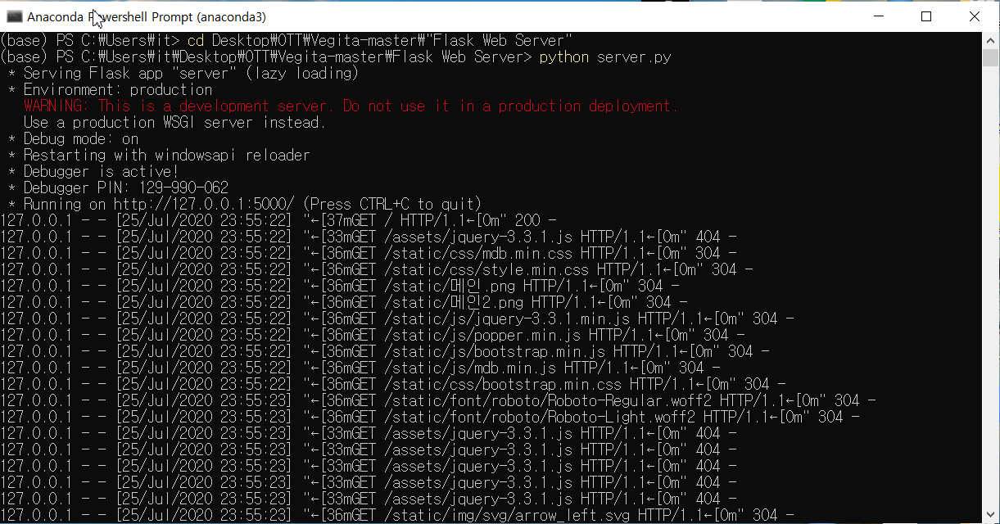 Anaconda Powershell Prompt (anaconda3)
(base) PS C:₩Users₩it> cd Desktop₩OTT₩Vegita-master₩"Flask Web Server"
(base) PS C:₩Users₩it₩Desktop₩OTT₩Vegita-master₩Flask Web Server> python server.py
* Serving Flask app "server" (lazy loading)
* Environment: production
WARNING: This is a development server. Do not use it in a production deployment.
Use a production WSGI server instead.
* Debug mode: on
* Restarting with windowsapi reloader
* Debugger is active!
* Debugger PIN: 129-990-062
* Running on http://127.0.0.1:5000/ (Press CTRL+C to quit)
127.0.0.1 - - [25/Jul/2020 23:55:22] "←[37mGET / HTTP/1.1←[0m" 200 -
127.0.0.1 - - [25/Jul/2020 23:55:22] "←[33mGET /assets/jquery-3.3.1.js HTTP/1.1←[0m" 404 -
127.0.0.1 - - [25/Jul/2020 23:55:22] "←[36mGET /static/css/mdb.min.css HTTP/1.1←[0m" 304 -
127.0.0.1 - - [25/Jul/2020 23:55:22] "←[36mGET /static/css/style.min.css HTTP/1.1←[0m" 304 -
127.0.0.1 - - [25/Jul/2020 23:55:22] "←[36mGET /static/메인.png HTTP/1.1←[0m" 304 -
127.0.0.1 - - [25/Jul/2020 23:55:22] "←[36mGET /static/메인2.png HTTP/1.1←[0m" 304 -
127.0.0.1 - - [25/Jul/2020 23:55:22] "←[36mGET /static/js/jquery-3.3.1.min.js HTTP/1.1←[0m" 304 -
127.0.0.1 - - [25/Jul/2020 23:55:22] "←[36mGET /static/js/popper.min.js HTTP/1.1←[0m" 304 -
127.0.0.1 - - [25/Jul/2020 23:55:22] "←[36mGET /static/js/bootstrap.min.js HTTP/1.1←[0m" 304 -
127.0.0.1 - - [25/Jul/2020 23:55:22] "←[36mGET /static/js/mdb.min.js HTTP/1.1←[0m" 304 -
127.0.0.1 - - [25/Jul/2020 23:55:22] "←[36mGET /static/css/bootstrap.min.css HTTP/1.1←[0m" 304 -
127.0.0.1 - - [25/Jul/2020 23:55:23] "←[36mGET /static/font/roboto/Roboto-Regular.woff2 HTTP/1.1←[0m" 304 -
127.0.0.1 - - [25/Jul/2020 23:55:23] "←[36mGET /static/font/roboto/Roboto-Light.woff2 HTTP/1.1←[0m" 304 -
127.0.0.1 - - [25/Jul/2020 23:55:23] "←[33mGET /assets/jquery-3.3.1.js HTTP/1.1←[0m" 404 -
127.0.0.1 - - [25/Jul/2020 23:55:23] "←[33mGET /assets/jquery-3.3.1.js HTTP/1.1←[0m" 404 -
127.0.0.1 - - [25/Jul/2020 23:55:23] "←[33mGET /assets/jquery-3.3.1.js HTTP/1.1←[0m" 404 -
127.0.0.1 - - [25/Jul/2020 23:55:23] "←[33mGET /assets/jquery-3.3.1.js HTTP/1.1←[0m" 404 -
127.0.0.1 - - [25/Jul/2020 23:55:23] "←[33mGET /assets/jquery-3.3.1.js HTTP/1.1←[0m" 404 -
127.0.0.1 - - [25/Jul/2020 23:55:23] "←[36mGET /static/img/svg/arrow_left.svg HTTP/1.1←[0m" 304 -